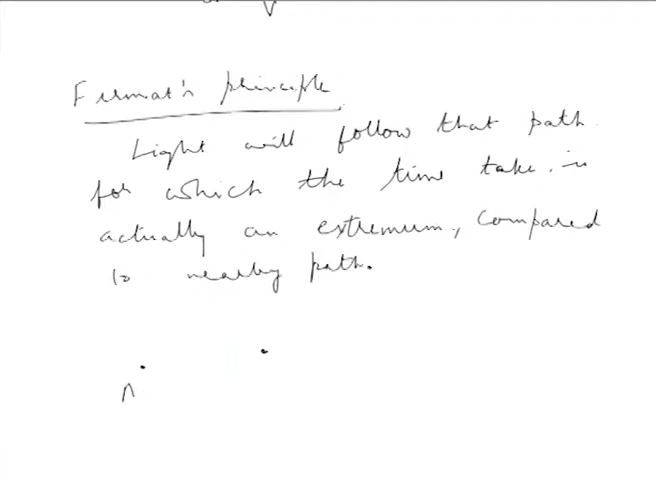 Fermat's principle
Light will follow that path
for which the time take is
actually an extremum, compared
to nearby path.